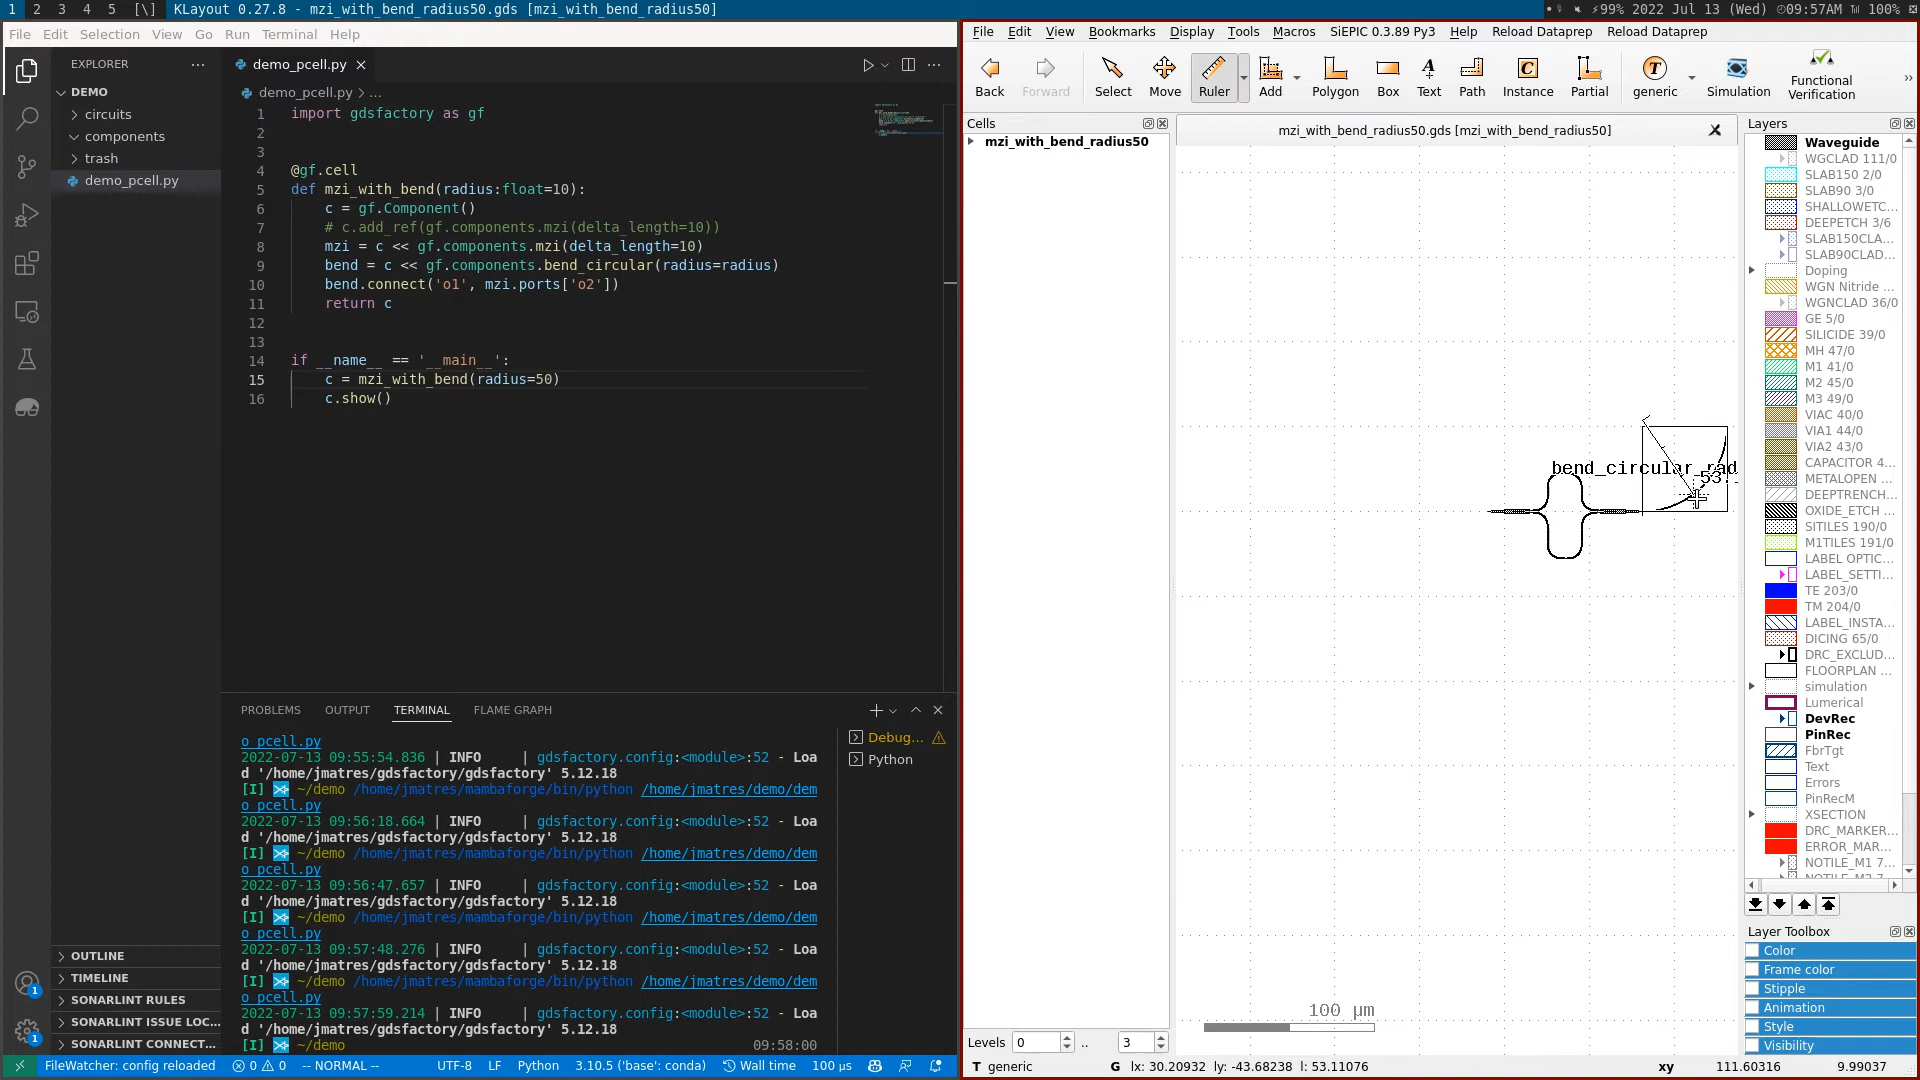 1 2 3 4 5 [\] KLayout 0.27.8 - mzi_with_bend_radius50.gds [mzi_with_bend_radius50]
99% 2022 Jul 13 (Wed) 09:57AM 100%
File Edit Selection View Go Run Terminal Help
EXPLORER
DEMO
circuits
components
trash
demo_pcell.py
OUTLINE
TIMELINE
SONARLINT RULES
SONARLINT ISSUE LOC...
SONARLINT CONNECT...
demo_pcell.py
demo_pcell.py > ...
1 import gdsfactory as gf
2
3
4 @gf.cell
5 def mzi_with_bend(radius:float=10):
6 c = gf.Component()
7 # c.add_ref(gf.components.mzi(delta_length=10))
8 mzi = c << gf.components.mzi(delta_length=10)
9 bend = c << gf.components.bend_circular(radius=radius)
10 bend.connect('o1', mzi.ports['o2'])
11 return c
12
13
14 if __name__ == '__main__':
15 c = mzi_with_bend(radius=50)
16 c.show()
PROBLEMS OUTPUT TERMINAL FLAME GRAPH
o_pcell.py
2022-07-13 09:55:54.836 | INFO | gdsfactory.config:<module>:52 - Loa
d '/home/jmatres/gdsfactory/gdsfactory' 5.12.18
[I] ~/demo /home/jmatres/mambaforge/bin/python /home/jmatres/demo/dem
o_pcell.py
2022-07-13 09:56:18.664 | INFO | gdsfactory.config:<module>:52 - Loa
d '/home/jmatres/gdsfactory/gdsfactory' 5.12.18
[I] ~/demo /home/jmatres/mambaforge/bin/python /home/jmatres/demo/dem
o_pcell.py
2022-07-13 09:56:47.657 | INFO | gdsfactory.config:<module>:52 - Loa
d '/home/jmatres/gdsfactory/gdsfactory' 5.12.18
[I] ~/demo /home/jmatres/mambaforge/bin/python /home/jmatres/demo/dem
o_pcell.py
2022-07-13 09:57:48.276 | INFO | gdsfactory.config:<module>:52 - Loa
d '/home/jmatres/gdsfactory/gdsfactory' 5.12.18
[I] ~/demo /home/jmatres/mambaforge/bin/python /home/jmatres/demo/dem
o_pcell.py
2022-07-13 09:57:59.214 | INFO | gdsfactory.config:<module>:52 - Loa
d '/home/jmatres/gdsfactory/gdsfactory' 5.12.18
[I] ~/demo 09:58:00
Debug...
Python
1
1
FileWatcher: config reloaded 0 0 -- NORMAL -- UTF-8 LF Python 3.10.5 ('base': conda) Wall time 100 µs
File Edit View Bookmarks Display Tools Macros SiEPIC 0.3.89 Py3 Help Reload Dataprep Reload Dataprep
Back Forward Select Move Ruler Add Polygon Box Text Path Instance Partial generic Simulation Functional Verification
Cells
mzi_with_bend_radius50
mzi_with_bend_radius50.gds [mzi_with_bend_radius50]
bend_circular_rad
53.
100 µm
Levels 0 .. 3
Layers
Waveguide
WGCLAD 111/0
SLAB150 2/0
SLAB90 3/0
SHALLOWETC...
DEEPETCH 3/6
SLAB150CLA...
SLAB90CLAD...
Doping
WGN Nitride ...
WGNCLAD 36/0
GE 5/0
SILICIDE 39/0
MH 47/0
M1 41/0
M2 45/0
M3 49/0
VIAC 40/0
VIA1 44/0
VIA2 43/0
CAPACITOR 4...
METALOPEN ...
DEEPTRENCH...
OXIDE_ETCH ...
SITILES 190/0
M1TILES 191/0
LABEL OPTIC...
LABEL_SETTI...
TE 203/0
TM 204/0
LABEL_INSTA...
DICING 65/0
DRC_EXCLUD...
FLOORPLAN ...
simulation
Lumerical
DevRec
PinRec
FbrTgt
Text
Errors
PinRecM
XSECTION
DRC_MARKER...
ERROR_MAR...
NOTILE_M1 7...
Layer Toolbox
Color
Frame color
Stipple
Animation
Style
Visibility
T generic G lx: 30.20932 ly: -43.68238 l: 53.11076 xy 111.60316 9.99037